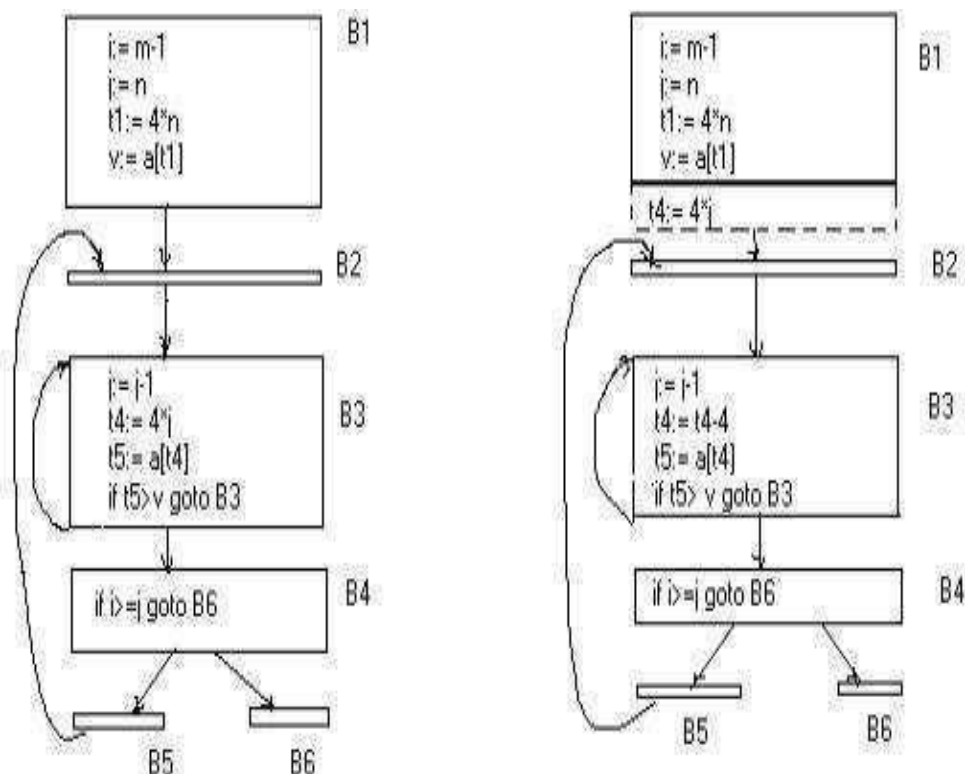 i:= m-1
j:= n
t1:= 4*n
v:= a[t1]
B1
B2
j:= j-1
t4:= 4*j
t5:= a[t4]
if t5>v goto B3
B3
if i>=j goto B6
B4
B5
B6
i:= m-1
j:= n
t1:= 4*n
v:= a[t1]
t4:= 4*j
B1
B2
j:= j-1
t4:= t4-4
t5:= a[t4]
if t5> v goto B3
B3
if i>=j goto B6
B4
B5
B6